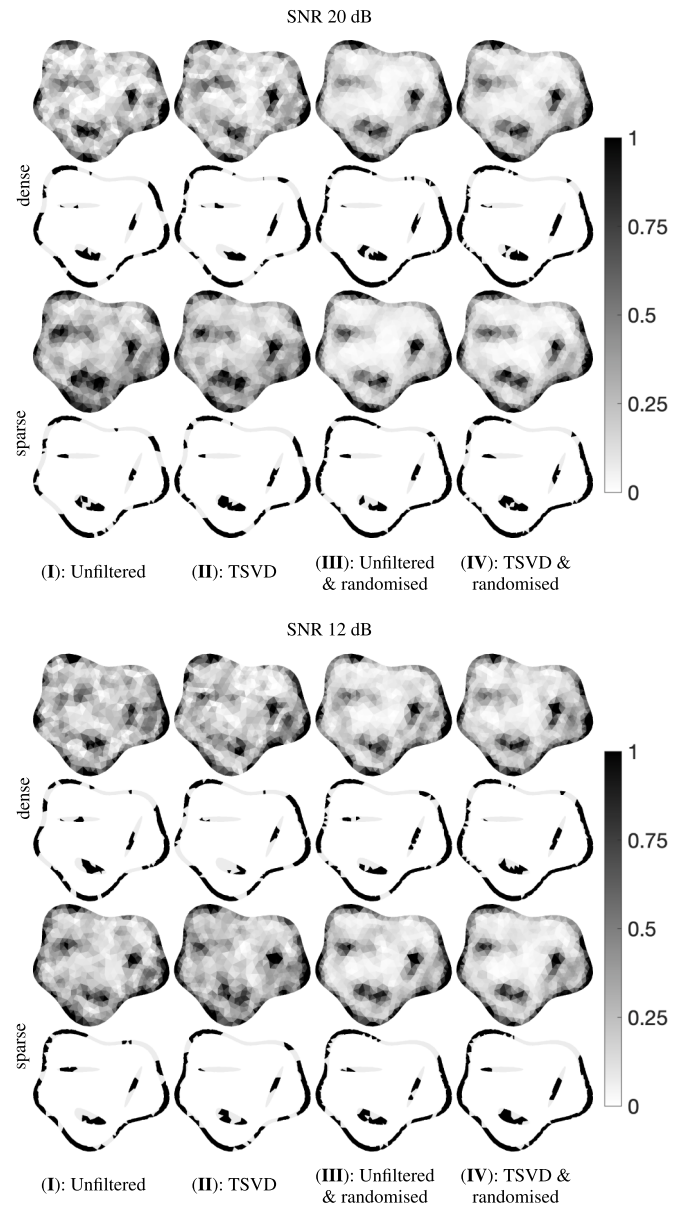 SNR 20 dB
dense
sparse
1
0.75
0.5
0.25
0
(I): Unfiltered
(II): TSVD
(III): Unfiltered
& randomised
(IV): TSVD &
randomised
SNR 12 dB
dense
sparse
1
0.75
0.5
0.25
0
(I): Unfiltered
(II): TSVD
(III): Unfiltered
& randomised
(IV): TSVD &
randomised